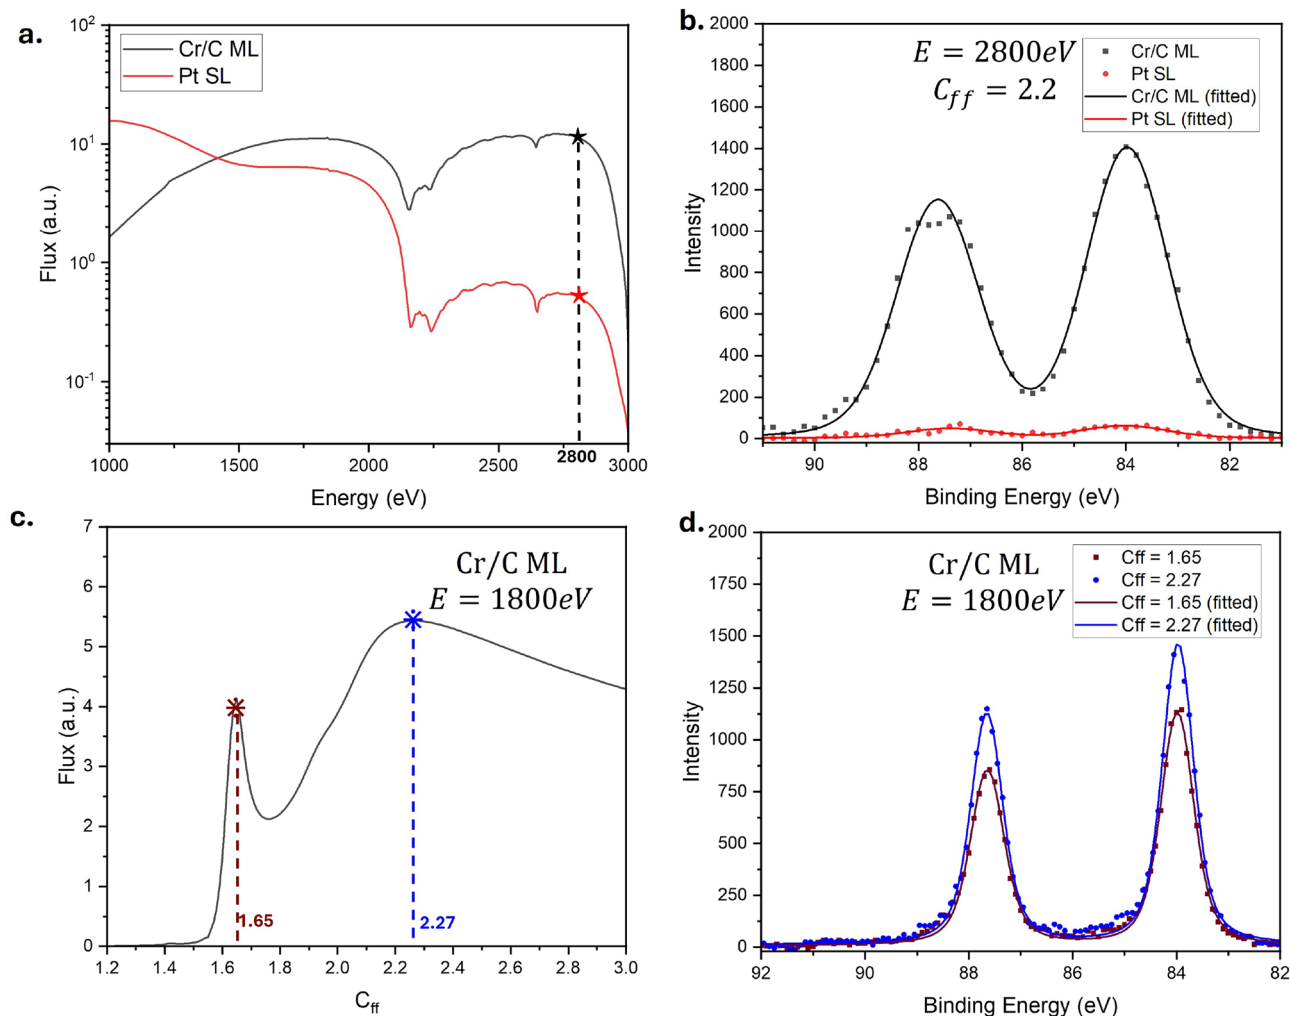 a.
Cr/C ML
Pt SL
10²
10¹
10⁰
10⁻¹
Flux (a.u.)
1000
1500
2000
2500
2800
3000
Energy (eV)
b.
E = 2800eV
C_ff = 2.2
Cr/C ML
Pt SL
Cr/C ML (fitted)
Pt SL (fitted)
2000
1800
1600
1400
1200
1000
800
600
400
200
0
Intensity
90
88
86
84
82
Binding Energy (eV)
c.
Cr/C ML
E = 1800eV
7
6
5
4
3
2
1
0
Flux (a.u.)
1.65
2.27
1.2
1.4
1.6
1.8
2.0
2.2
2.4
2.6
2.8
3.0
C_ff
d.
Cr/C ML
E = 1800eV
Cff = 1.65
Cff = 2.27
Cff = 1.65 (fitted)
Cff = 2.27 (fitted)
2000
1750
1500
1250
1000
750
500
250
0
Intensity
92
90
88
86
84
82
Binding Energy (eV)